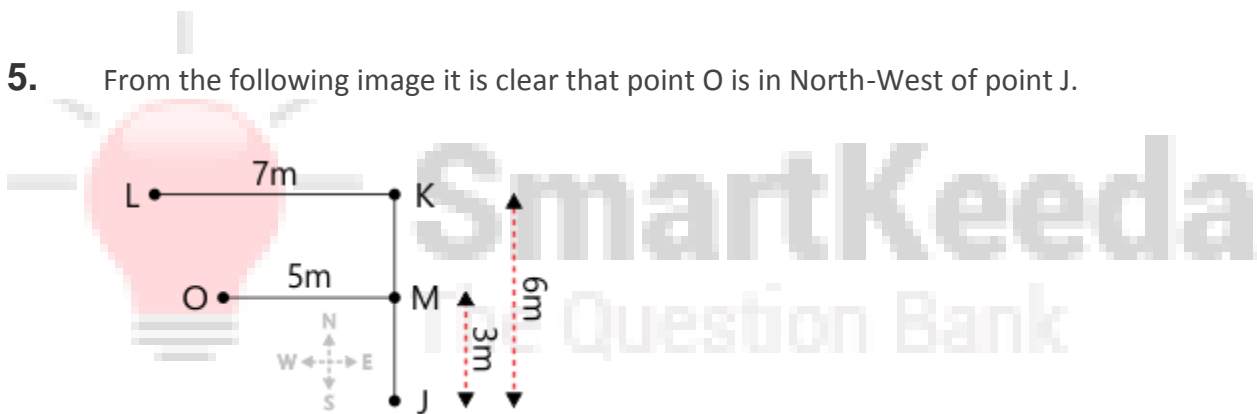 5. From the following image it is clear that point O is in North-West of point J.
SmartKeeda
The Question Bank
7m
L K
5m
O M
6m
3m
N
W E
S
J